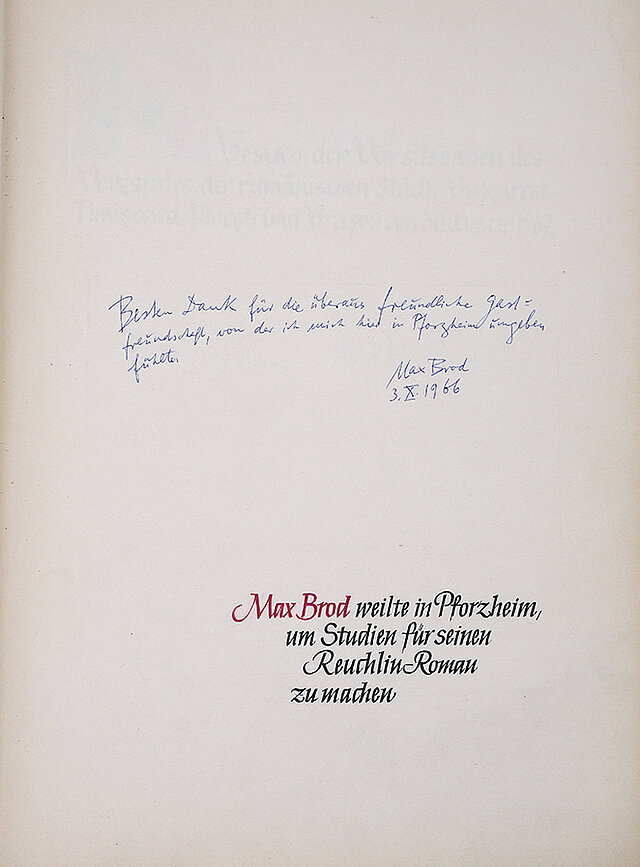 Besten Dank für die überaus freundliche Gast=
freundschaft, von der ich mich hier in Pforzheim umgeben
fühlte.
Max Brod
3. X. 1966
Max Brod weilte in Pforzheim,
um Studien für seinen
Reuchlin-Roman
zu machen